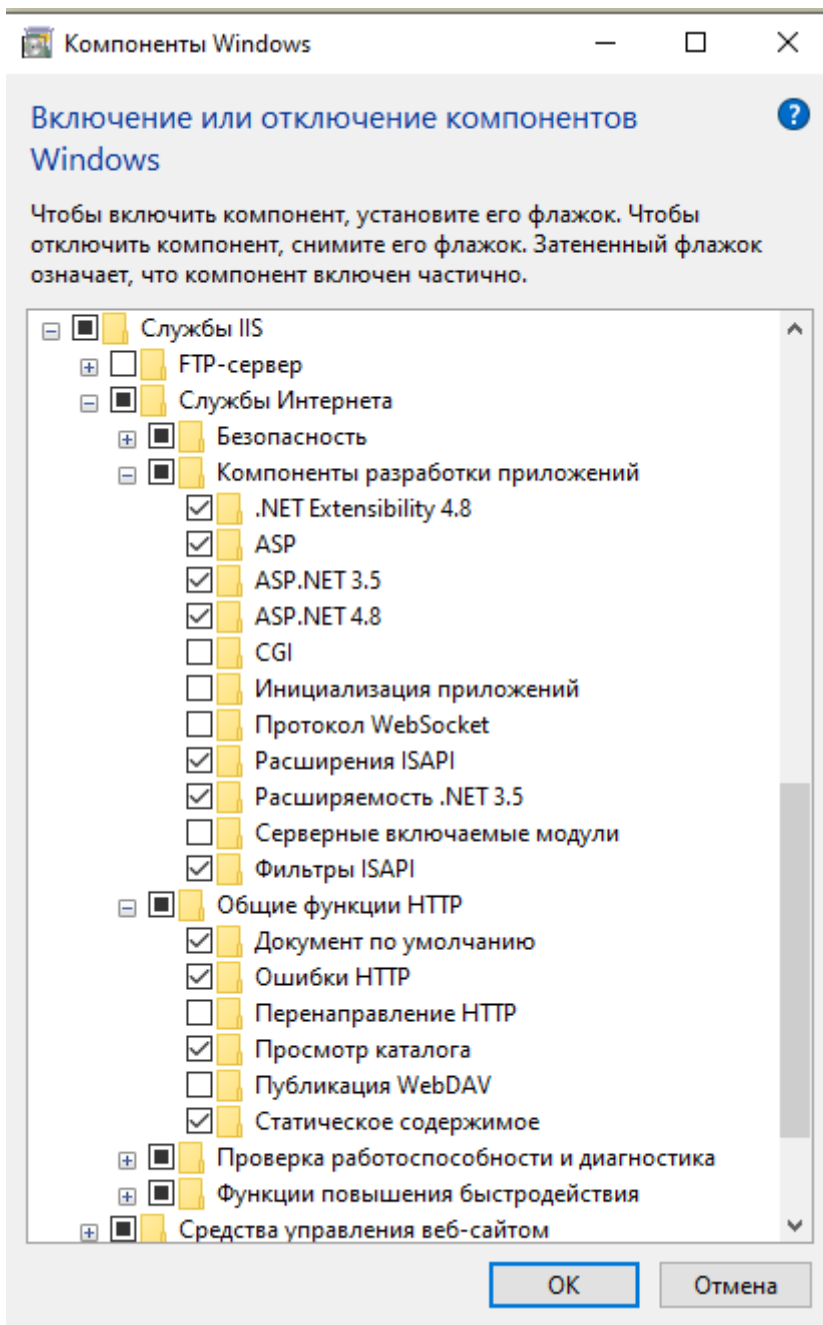 Компоненты Windows
Включение или отключение компонентов
Windows
Чтобы включить компонент, установите его флажок. Чтобы
отключить компонент, снимите его флажок. Затененный флажок
означает, что компонент включен частично.
Службы IIS
FTP-сервер
Службы Интернета
Безопасность
Компоненты разработки приложений
.NET Extensibility 4.8
ASP
ASP.NET 3.5
ASP.NET 4.8
CGI
Инициализация приложений
Протокол WebSocket
Расширения ISAPI
Расширяемость .NET 3.5
Серверные включаемые модули
Фильтры ISAPI
Общие функции HTTP
Документ по умолчанию
Ошибки HTTP
Перенаправление HTTP
Просмотр каталога
Публикация WebDAV
Статическое содержимое
Проверка работоспособности и диагностика
Функции повышения быстродействия
Средства управления веб-сайтом
ОК Отмена